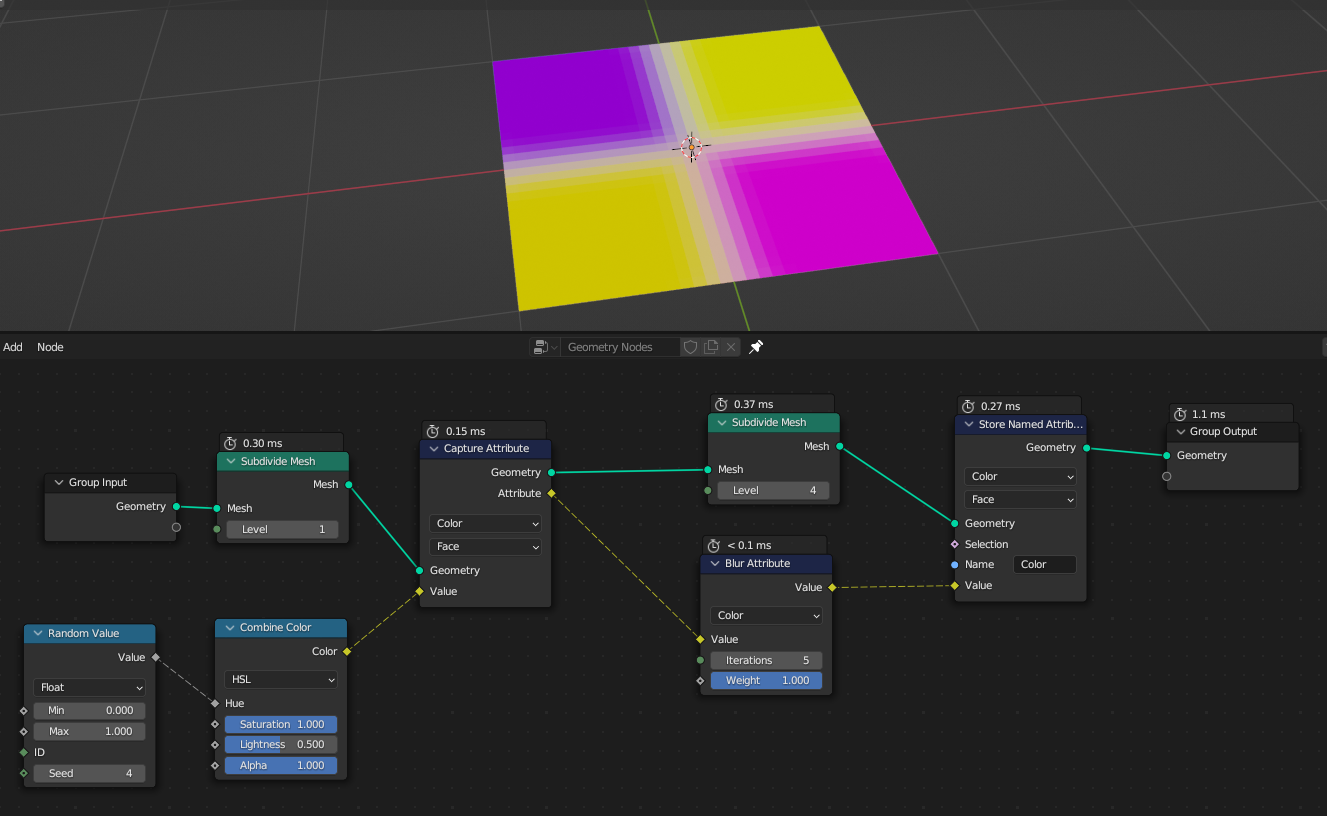 Add Node Geometry Nodes
0.30 ms
Subdivide Mesh
Mesh
Mesh
Level 1
Group Input
Geometry
0.15 ms
Capture Attribute
Geometry
Attribute
Color
Face
Geometry
Value
0.37 ms
Subdivide Mesh
Mesh
Mesh
Level 4
0.27 ms
Store Named Attrib...
Geometry
Color
Face
Geometry
Selection
Name Color
Value
1.1 ms
Group Output
Geometry
Random Value
Value
Float
Min 0.000
Max 1.000
ID
Seed 4
Combine Color
Color
HSL
Hue
Saturation 1.000
Lightness 0.500
Alpha 1.000
< 0.1 ms
Blur Attribute
Value
Color
Value
Iterations 5
Weight 1.000